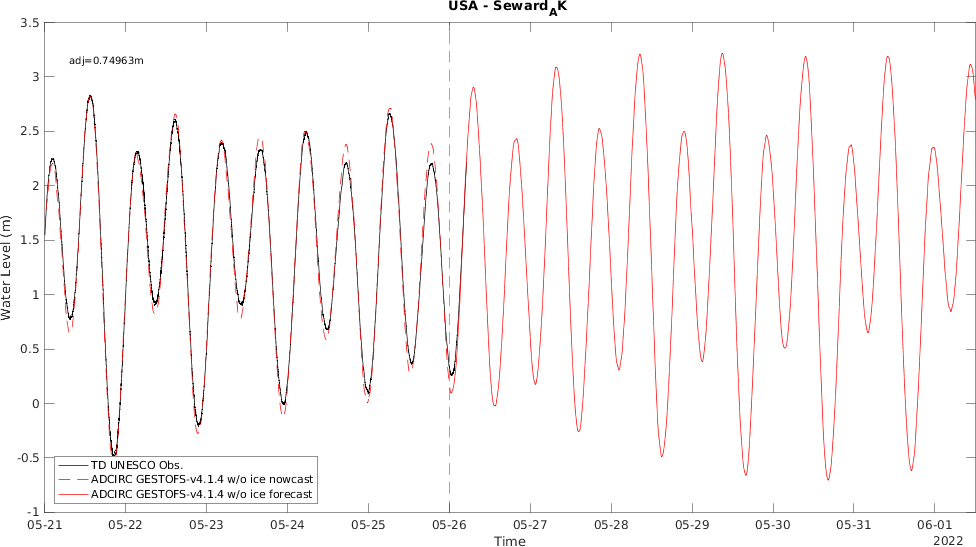 USA - Seward_AK
adj=0.74963m
Water Level (m)
3.5
3
2.5
2
1.5
1
0.5
0
-0.5
-1
TD UNESCO Obs.
ADCIRC GESTOFS-v4.1.4 w/o ice nowcast
ADCIRC GESTOFS-v4.1.4 w/o ice forecast
05-21 05-22 05-23 05-24 05-25 05-26 05-27 05-28 05-29 05-30 05-31 06-01
Time
2022